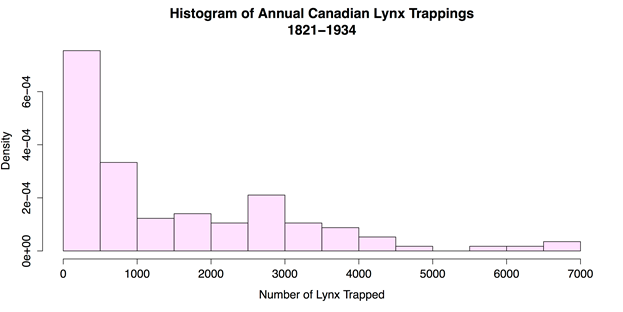 Histogram of Annual Canadian Lynx Trappings
1821–1934
Density
6e−04
4e−04
2e−04
0e+00
0 1000 2000 3000 4000 5000 6000 7000
Number of Lynx Trapped